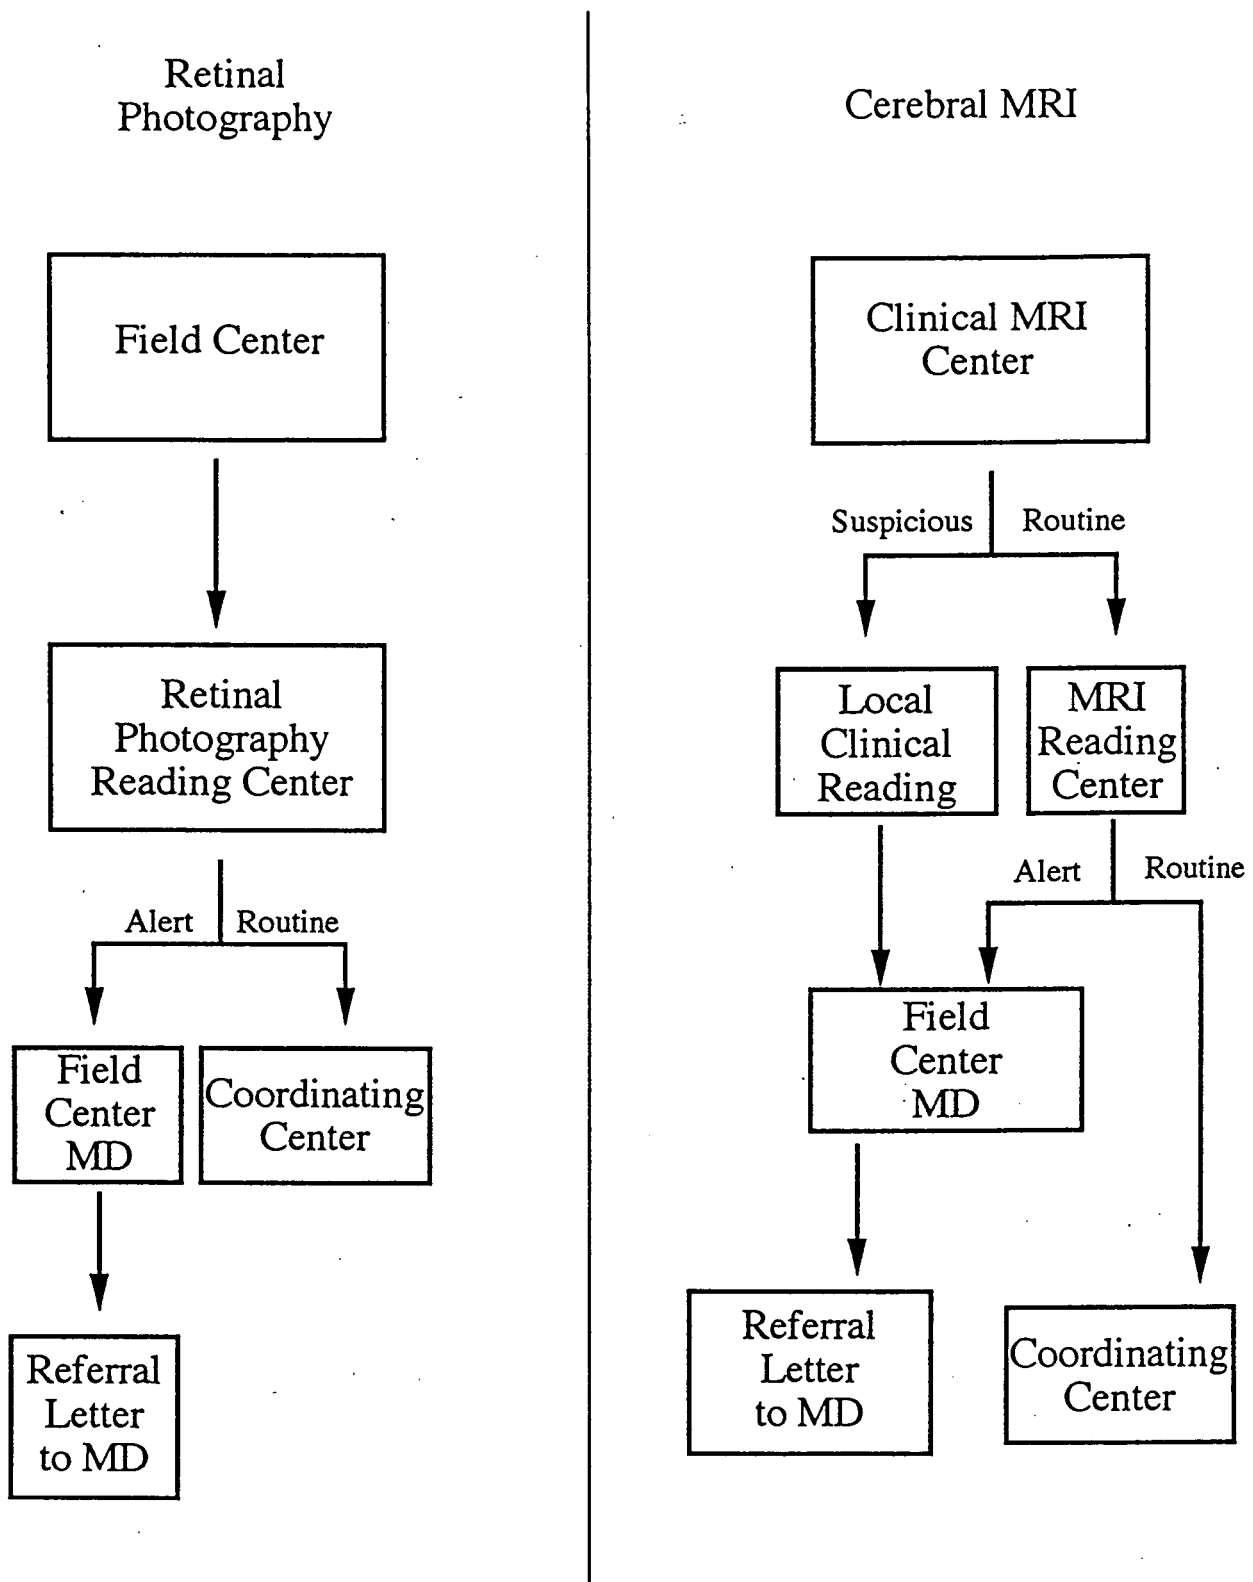 Retinal
Photography
Field Center
Retinal
Photography
Reading Center
Alert Routine
Field
Center
MD
Coordinating
Center
Referral
Letter
to MD
Cerebral MRI
Clinical MRI
Center
Suspicious Routine
Local
Clinical
Reading
MRI
Reading
Center
Alert Routine
Field
Center
MD
Referral
Letter
to MD
Coordinating
Center